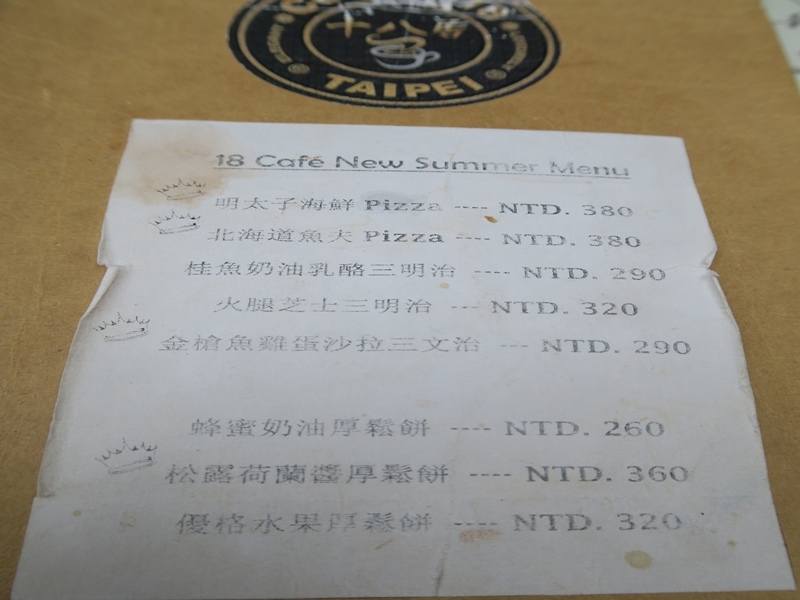 十八
TAIPEI
18 Café New Summer Menu
明太子海鮮 Pizza ---- NTD. 380
北海道魚夫 Pizza ---- NTD. 380
桂魚奶油乳酪三明治 ---- NTD. 290
火腿芝士三明治 --- NTD. 320
金槍魚雞蛋沙拉三文治 --- NTD. 290
蜂蜜奶油厚鬆餅 ---- NTD. 260
松露荷蘭醬厚鬆餅 ---- NTD. 360
優格水果厚鬆餅 ---- NTD. 320